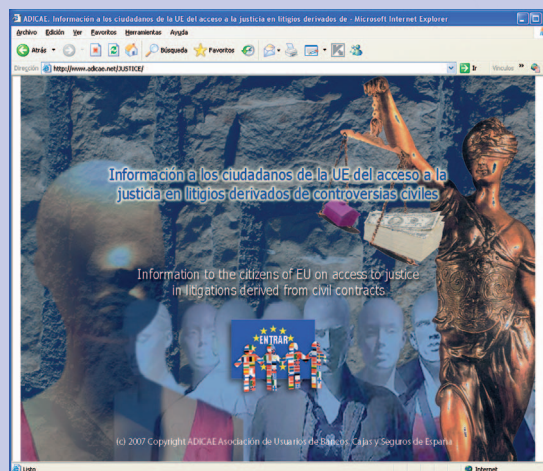 ADICAE. Información a los ciudadanos de la UE del acceso a la justicia en litigios derivados de - Microsoft Internet Explorer
Archivo Edición Ver Favoritos Herramientas Ayuda
Atrás Búsqueda Favoritos
Dirección http://www.adicae.net/JUSTICE/ Ir Vínculos »
Información a los ciudadanos de la UE del acceso a la
justicia en litigios derivados de controversias civiles
Information to the citizens of EU on access to justice
in litigations derived from civil contracts
ENTRAR
(c) 2007 Copyright ADICAE Asociación de Usuarios de Bancos, Cajas y Seguros de España
Listo Internet